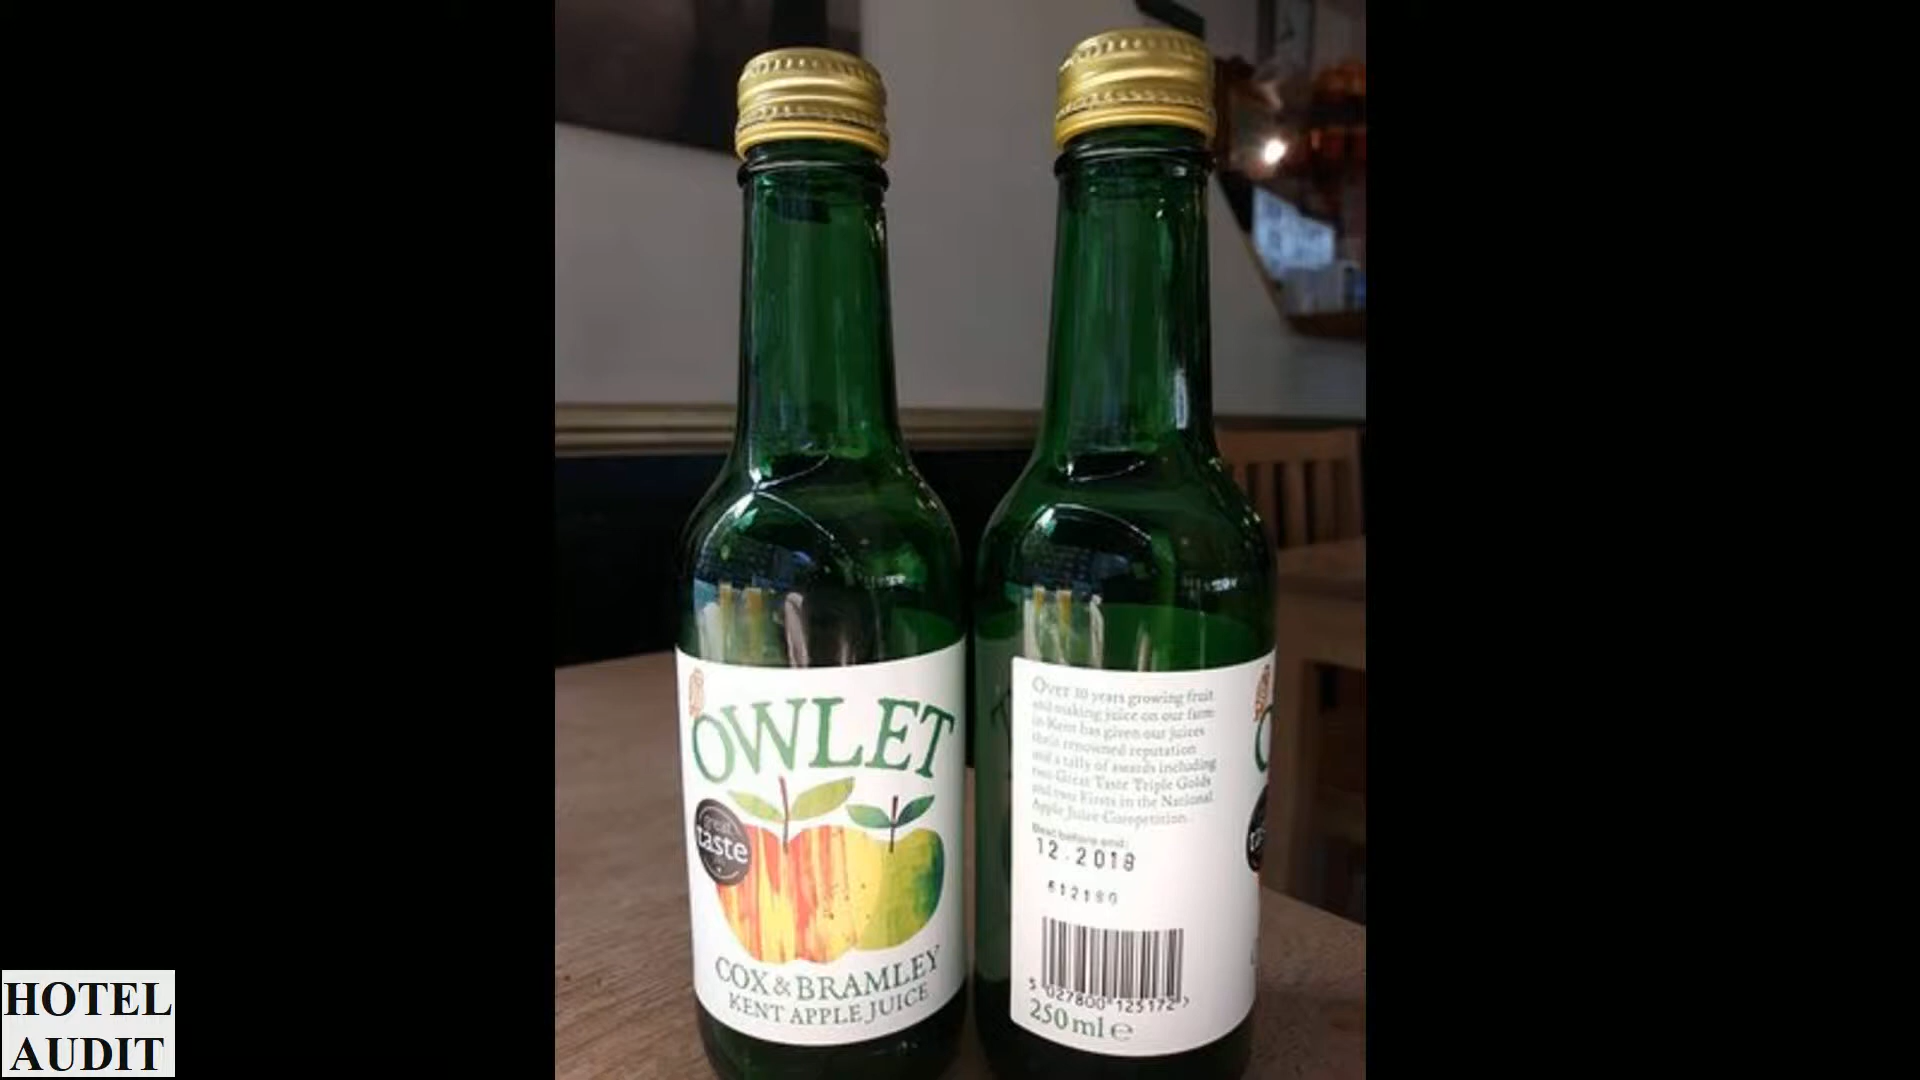 OWLET
great
taste
COX & BRAMLEY
KENT APPLE JUICE
Over 30 years growing fruit
and making juice on our farm
in Kent has given our juices
their renowned reputation
and a tally of awards including
two Great Taste Triple Golds
and two Firsts in the National
Apple Juice Competition.
Best before end:
12.2018
5 027800 125172 >
250 ml e
HOTEL
AUDIT